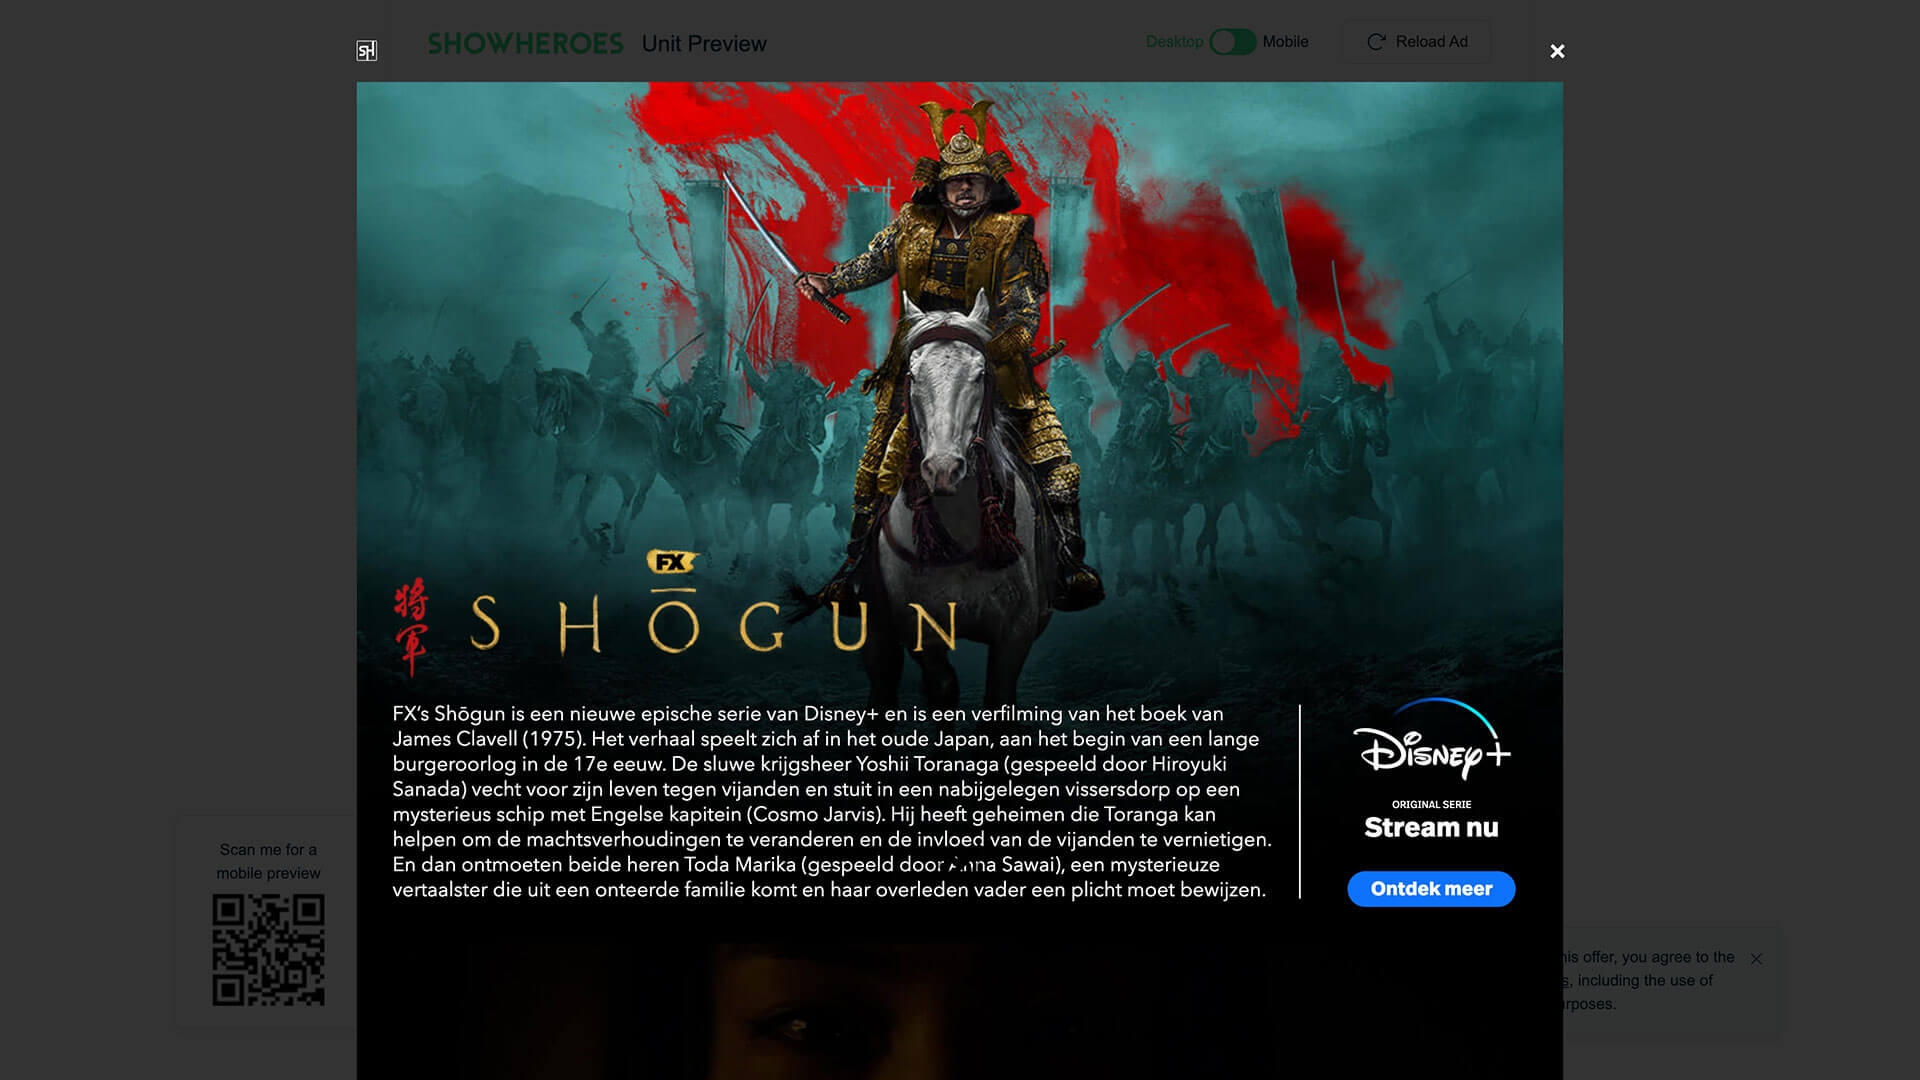 SH
SHOWHEROES Unit Preview
Desktop Mobile
Reload Ad
FX
将軍
SHŌGUN
FX’s Shōgun is een nieuwe epische serie van Disney+ en is een verfilming van het boek van
James Clavell (1975). Het verhaal speelt zich af in het oude Japan, aan het begin van een lange
burgeroorlog in de 17e eeuw. De sluwe krijgsheer Yoshii Toranaga (gespeeld door Hiroyuki
Sanada) vecht voor zijn leven tegen vijanden en stuit in een nabijgelegen vissersdorp op een
mysterieus schip met Engelse kapitein (Cosmo Jarvis). Hij heeft geheimen die Toranga kan
helpen om de machtsverhoudingen te veranderen en de invloed van de vijanden te vernietigen.
En dan ontmoeten beide heren Toda Marika (gespeeld door Anna Sawai), een mysterieuze
vertaalster die uit een onteerde familie komt en haar overleden vader een plicht moet bewijzen.
Disney+
ORIGINAL SERIE
Stream nu
Ontdek meer
Scan me for a
mobile preview
his offer, you agree to the
s, including the use of
rposes.